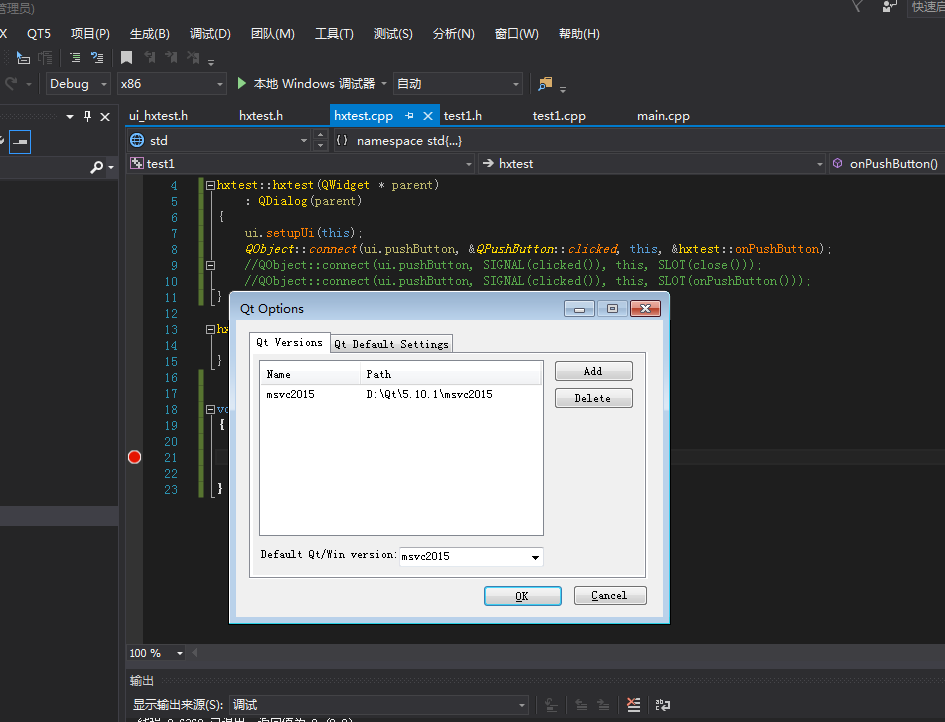 管理员)
快速启
X QT5 项目(P) 生成(B) 调试(D) 团队(M) 工具(T) 测试(S) 分析(N) 窗口(W) 帮助(H)
Debug x86 本地 Windows 调试器 自动
ui_hxtest.h hxtest.h hxtest.cpp test1.h test1.cpp main.cpp
std {} namespace std{...}
test1 hxtest onPushButton()
4 hxtest::hxtest(QWidget * parent)
5 : QDialog(parent)
6 {
7 ui.setupUi(this);
8 QObject::connect(ui.pushButton, &QPushButton::clicked, this, &hxtest::onPushButton);
9 //QObject::connect(ui.pushButton, SIGNAL(clicked()), this, SLOT(close()));
10 //QObject::connect(ui.pushButton, SIGNAL(clicked()), this, SLOT(onPushButton()));
11 }
12
13 hx
14
15 }
16
17
18 vo
19 {
20
21
22
23 }
Qt Options
Qt Versions Qt Default Settings
Name Path
msvc2015 D:\Qt\5.10.1\msvc2015
Add
Delete
Default Qt/Win version: msvc2015
OK Cancel
100 %
输出
显示输出来源(S): 调试